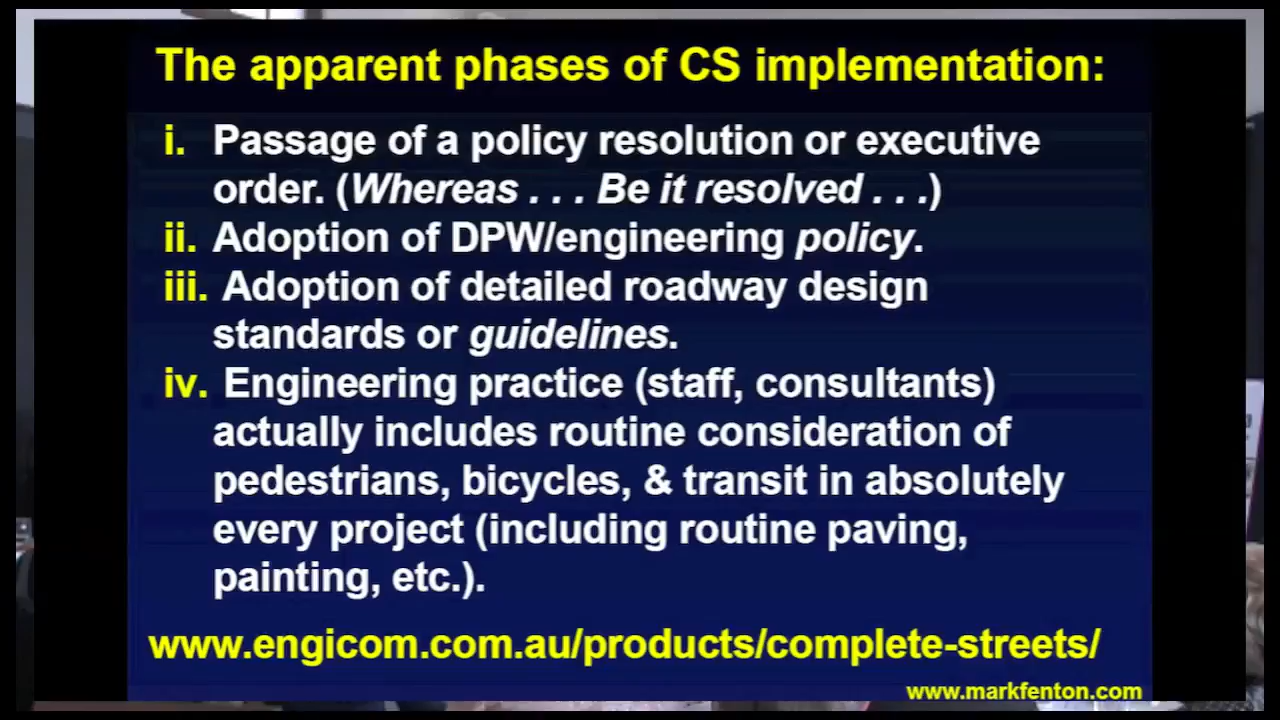 The apparent phases of CS implementation:
i. Passage of a policy resolution or executive
order. (Whereas . . . Be it resolved . . .)
ii. Adoption of DPW/engineering policy.
iii. Adoption of detailed roadway design
standards or guidelines.
iv. Engineering practice (staff, consultants)
actually includes routine consideration of
pedestrians, bicycles, & transit in absolutely
every project (including routine paving,
painting, etc.).
www.engicom.com.au/products/complete-streets/
www.markfenton.com